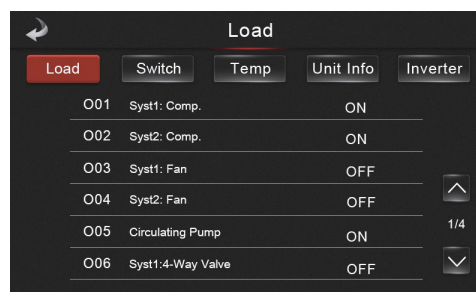 Load
Load Switch Temp Unit Info Inverter
O01 Syst1: Comp. ON
O02 Syst2: Comp. ON
O03 Syst1: Fan OFF
O04 Syst2: Fan OFF
O05 Circulating Pump ON
O06 Syst1:4-Way Valve OFF
1/4